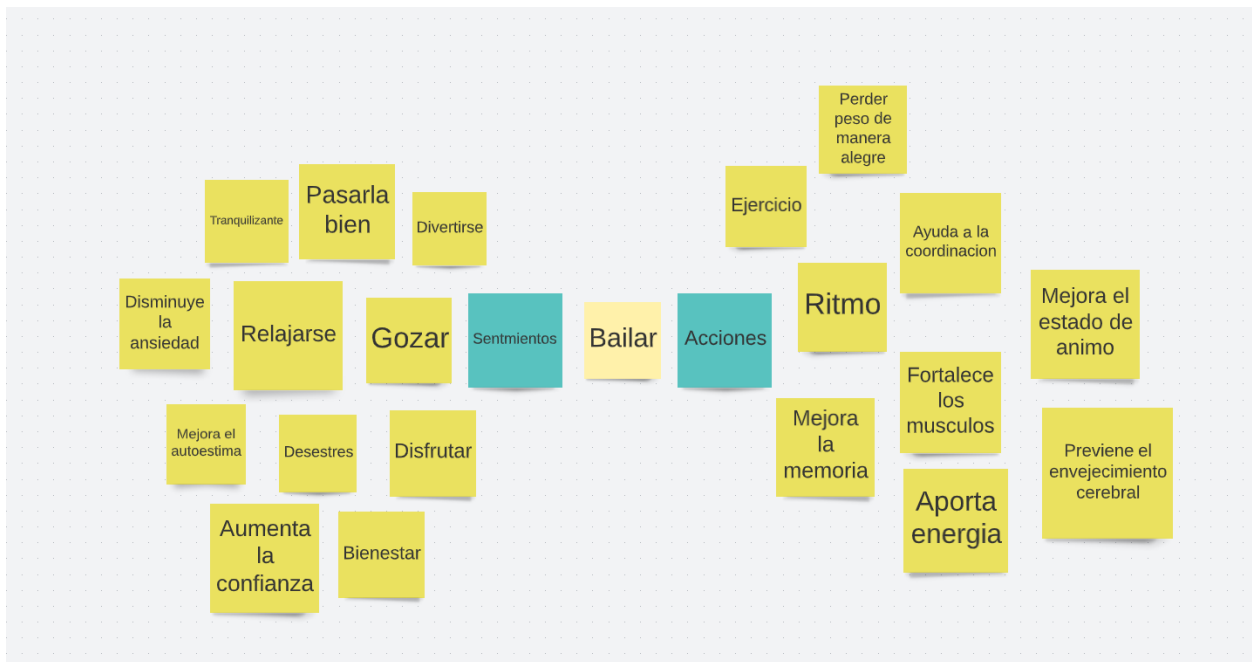 Perder
peso de
manera
alegre
Pasarla
bien
Tranquilizante
Divertirse
Ejercicio
Ayuda a la
coordinacion
Disminuye
la
ansiedad
Relajarse
Gozar
Sentmientos
Bailar
Acciones
Ritmo
Mejora el
estado de
animo
Mejora el
autoestima
Desestres
Disfrutar
Mejora
la
memoria
Fortalece
los
musculos
Previene el
envejecimiento
cerebral
Aumenta
la
confianza
Bienestar
Aporta
energia